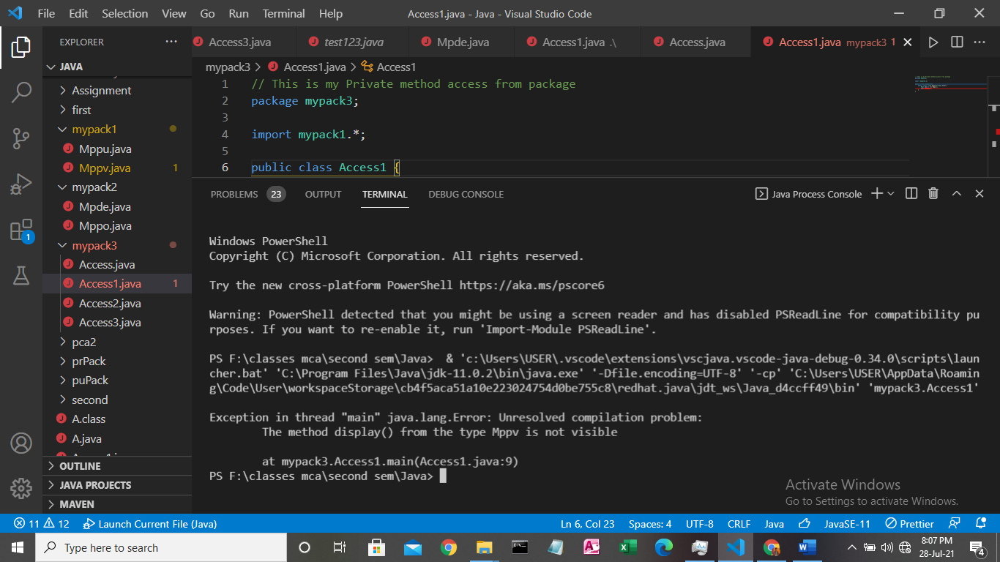 File Edit Selection View Go Run Terminal Help
Access1.java - Java - Visual Studio Code
EXPLORER
Access3.java test123.java Mpde.java Access1.java .\ Access.java Access1.java mypack3 1
JAVA
Assignment
first
mypack1
Mppu.java
Mppv.java 1
mypack2
Mpde.java
Mppo.java
mypack3
Access.java
Access1.java 1
Access2.java
Access3.java
pca2
prPack
puPack
second
A.class
A.java
OUTLINE
JAVA PROJECTS
MAVEN
1
mypack3 > Access1.java > Access1
1 // This is my Private method access from package
2 package mypack3;
3
4 import mypack1.*;
5
6 public class Access1 {
PROBLEMS 23 OUTPUT TERMINAL DEBUG CONSOLE
Java Process Console
Windows PowerShell
Copyright (C) Microsoft Corporation. All rights reserved.
Try the new cross-platform PowerShell https://aka.ms/pscore6
Warning: PowerShell detected that you might be using a screen reader and has disabled PSReadLine for compatibility pu
rposes. If you want to re-enable it, run 'Import-Module PSReadLine'.
PS F:\classes mca\second sem\Java>  & 'c:\Users\USER\.vscode\extensions\vscjava.vscode-java-debug-0.34.0\scripts\laun
cher.bat' 'C:\Program Files\Java\jdk-11.0.2\bin\java.exe' '-Dfile.encoding=UTF-8' '-cp' 'C:\Users\USER\AppData\Roamin
g\Code\User\workspaceStorage\cb4f5aca51a10e223024754d0be755c8\redhat.java\jdt_ws\Java_d4ccff49\bin' 'mypack3.Access1'
Exception in thread "main" java.lang.Error: Unresolved compilation problem:
The method display() from the type Mppv is not visible
at mypack3.Access1.main(Access1.java:9)
PS F:\classes mca\second sem\Java>
Activate Windows
Go to Settings to activate Windows.
11 12 Launch Current File (Java)
Ln 6, Col 23 Spaces: 4 UTF-8 CRLF Java JavaSE-11 Prettier
Type here to search
8:07 PM
28-Jul-21
4